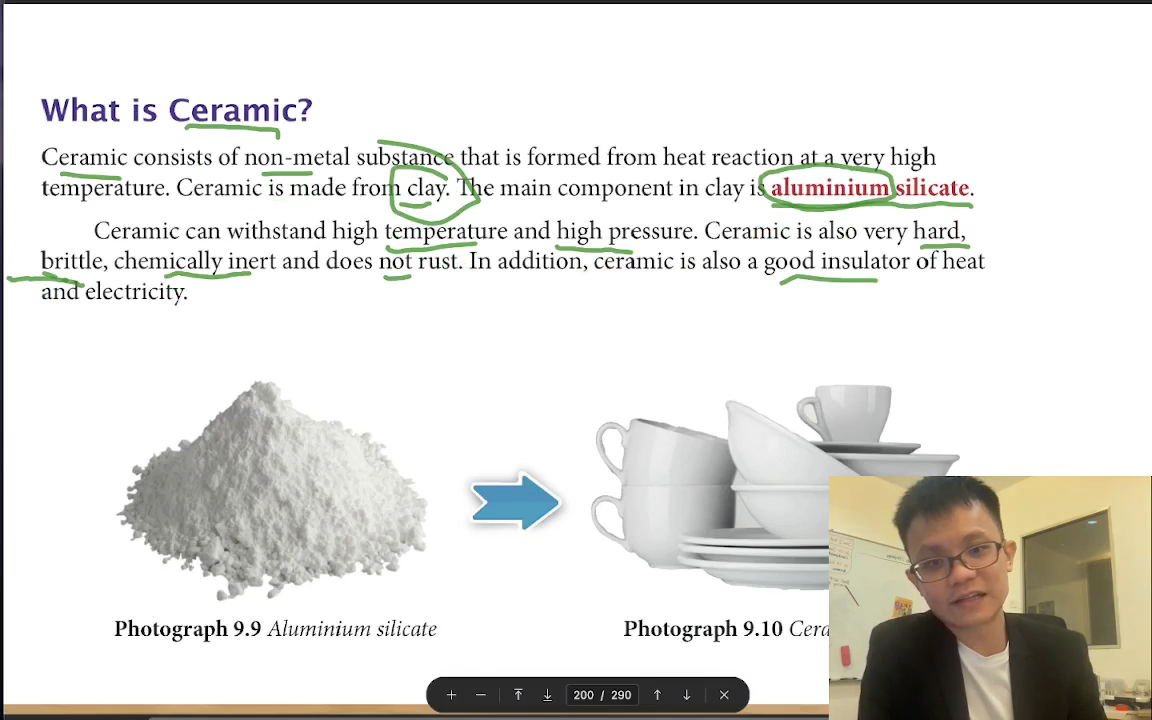 What is Ceramic?
Ceramic consists of non-metal substance that is formed from heat reaction at a very high
temperature. Ceramic is made from clay. The main component in clay is aluminium silicate.
Ceramic can withstand high temperature and high pressure. Ceramic is also very hard,
brittle, chemically inert and does not rust. In addition, ceramic is also a good insulator of heat
and electricity.
Photograph 9.9 Aluminium silicate
Photograph 9.10 Cera
200 / 290